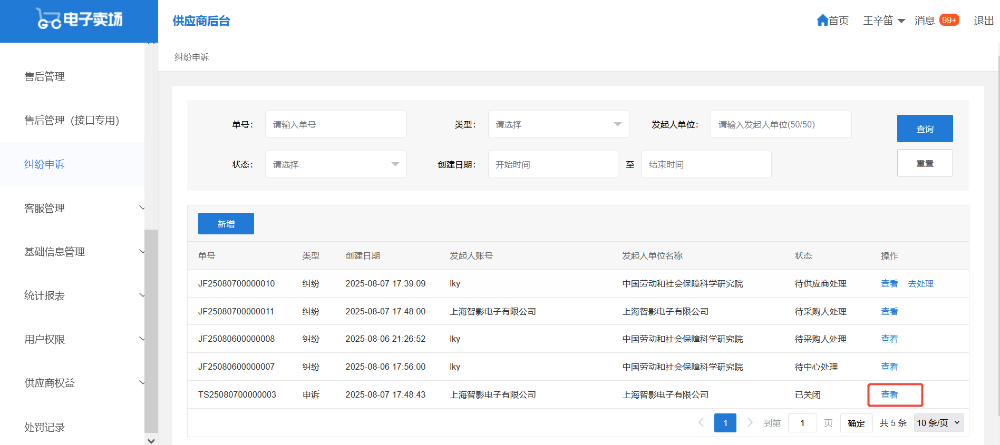 电子卖场
供应商后台
首页 王辛笛 消息 99+ 退出
纠纷申诉
售后管理
售后管理（接口专用）
纠纷申诉
客服管理
基础信息管理
统计报表
用户权限
供应商权益
处罚记录
单号： 请输入单号 类型： 请选择 发起人单位： 请输入发起人单位(50/50) 查询
状态： 请选择 创建日期： 开始时间 至 结束时间 重置
新增
单号 类型 创建日期 发起人账号 发起人单位名称 状态 操作
JF25080700000010 纠纷 2025-08-07 17:39:09 lky 中国劳动和社会保障科学研究院 待供应商处理 查看 去处理
JF25080700000011 纠纷 2025-08-07 17:48:00 上海智影电子有限公司 上海智影电子有限公司 待采购人处理 查看
JF25080600000008 纠纷 2025-08-06 21:26:52 lky 中国劳动和社会保障科学研究院 待采购人处理 查看
JF25080600000007 纠纷 2025-08-06 17:56:00 lky 中国劳动和社会保障科学研究院 待中心处理 查看
TS25080700000003 申诉 2025-08-07 17:48:43 上海智影电子有限公司 上海智影电子有限公司 已关闭 查看
1 到第 1 页 确定 共 5 条 10 条/页